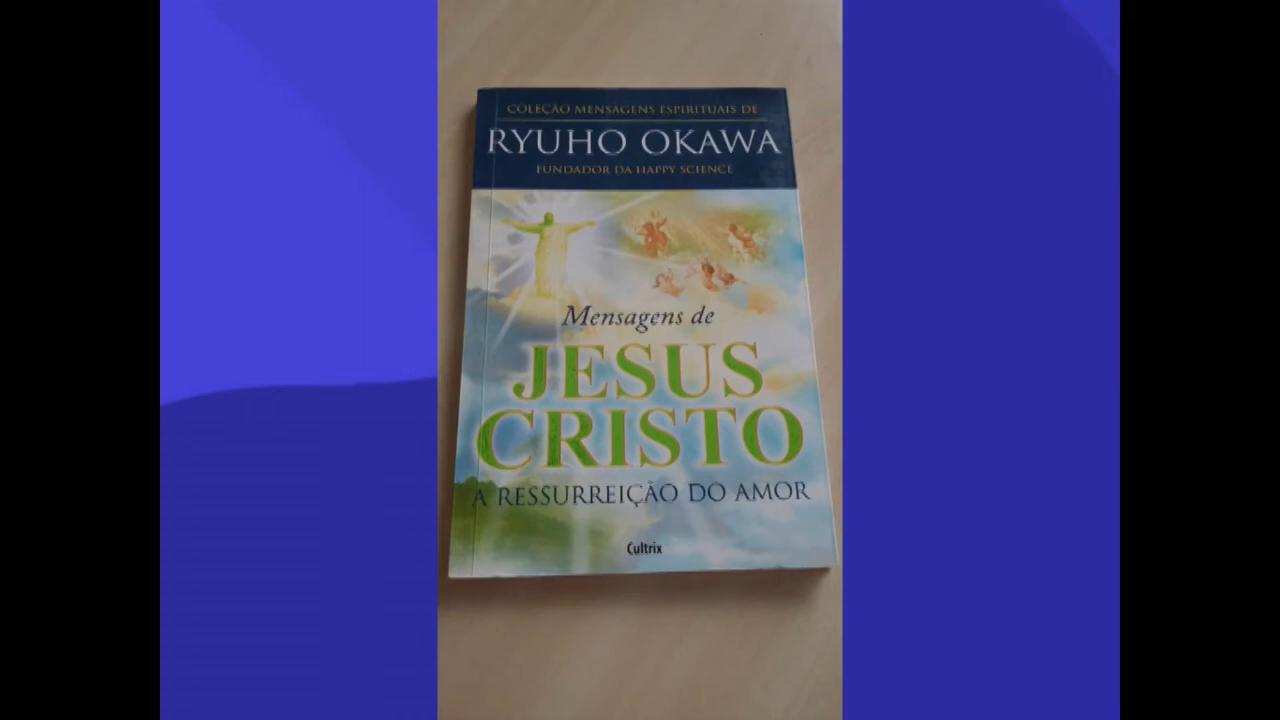 COLEÇÃO MENSAGENS ESPIRITUAIS DE
RYUHO OKAWA
FUNDADOR DA HAPPY SCIENCE
Mensagens de
JESUS
CRISTO
A RESSURREIÇÃO DO AMOR
Cultrix